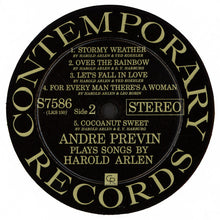 CONTEMPORARY
1. STORMY WEATHER
BY HAROLD ARLEN & TED KOEHLER
2. OVER THE RAINBOW
BY HAROLD ARLEN & E. Y. HARBURG
3. LET'S FALL IN LOVE
BY HAROLD ARLEN & TED KOEHLER
4. FOR EVERY MAN THERE'S A WOMAN
BY HAROLD ARLEN & LEO ROBIN
S7586 Side 2 STEREO
5. COCOANUT SWEET
BY HAROLD ARLEN & E. Y. HARBURG
ANDRE PREVIN
PLAYS SONGS BY
HAROLD ARLEN
RECORDS